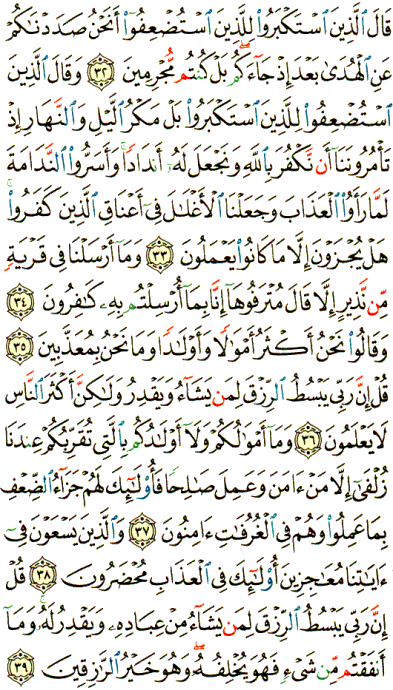 قَالَ ٱلَّذِينَ ٱسۡتَكۡبَرُواْ لِلَّذِينَ ٱسۡتُضۡعِفُوٓاْ أَنَحۡنُ صَدَدۡنَٰكُمۡ
عَنِ ٱلۡهُدَىٰ بَعۡدَ إِذۡ جَآءَكُمۖ بَلۡ كُنتُم مُّجۡرِمِينَ ٣٢ وَقَالَ ٱلَّذِينَ
ٱسۡتُضۡعِفُواْ لِلَّذِينَ ٱسۡتَكۡبَرُواْ بَلۡ مَكۡرُ ٱلَّيۡلِ وَٱلنَّهَارِ إِذۡ
تَأۡمُرُونَنَآ أَن نَّكۡفُرَ بِٱللَّهِ وَنَجۡعَلَ لَهُۥٓ أَندَادٗاۚ وَأَسَرُّواْ ٱلنَّدَامَةَ
لَمَّا رَأَوُاْ ٱلۡعَذَابَۚ وَجَعَلۡنَا ٱلۡأَغۡلَٰلَ فِيٓ أَعۡنَاقِ ٱلَّذِينَ كَفَرُواْۖ
هَلۡ يُجۡزَوۡنَ إِلَّا مَا كَانُواْ يَعۡمَلُونَ ٣٣ وَمَآ أَرۡسَلۡنَا فِي قَرۡيَةٖ
مِّن نَّذِيرٍ إِلَّا قَالَ مُتۡرَفُوهَآ إِنَّا بِمَآ أُرۡسِلۡتُم بِهِۦ كَٰفِرُونَ ٣٤
وَقَالُواْ نَحۡنُ أَكۡثَرُ أَمۡوَٰلٗا وَأَوۡلَٰدٗا وَمَا نَحۡنُ بِمُعَذَّبِينَ ٣٥
قُلۡ إِنَّ رَبِّي يَبۡسُطُ ٱلرِّزۡقَ لِمَن يَشَآءُ وَيَقۡدِرُ وَلَٰكِنَّ أَكۡثَرَ ٱلنَّاسِ
لَا يَعۡلَمُونَ ٣٦ وَمَآ أَمۡوَٰلُكُمۡ وَلَآ أَوۡلَٰدُكُم بِٱلَّتِي تُقَرِّبُكُمۡ عِندَنَا
زُلۡفَىٰٓ إِلَّا مَنۡ ءَامَنَ وَعَمِلَ صَٰلِحٗا فَأُوْلَٰٓئِكَ لَهُمۡ جَزَآءُ ٱلضِّعۡفِ
بِمَا عَمِلُواْ وَهُمۡ فِي ٱلۡغُرُفَٰتِ ءَامِنُونَ ٣٧ وَٱلَّذِينَ يَسۡعَوۡنَ فِيٓ
ءَايَٰتِنَا مُعَٰجِزِينَ أُوْلَٰٓئِكَ فِي ٱلۡعَذَابِ مُحۡضَرُونَ ٣٨ قُلۡ
إِنَّ رَبِّي يَبۡسُطُ ٱلرِّزۡقَ لِمَن يَشَآءُ مِنۡ عِبَادِهِۦ وَيَقۡدِرُ لَهُۥۚ وَمَآ
أَنفَقۡتُم مِّن شَيۡءٖ فَهُوَ يُخۡلِفُهُۥۖ وَهُوَ خَيۡرُ ٱلرَّٰزِقِينَ ٣٩